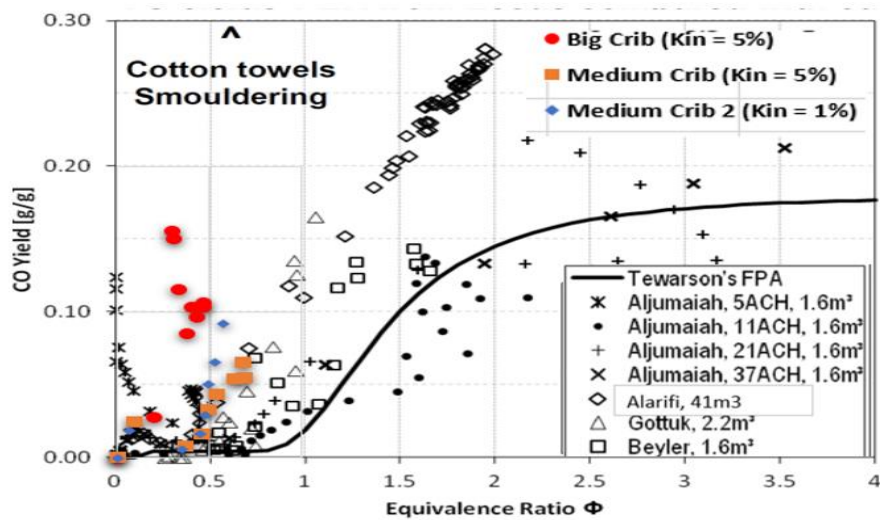 0.30
Cotton towels
Smouldering
Big Crib (Kin = 5%)
Medium Crib (Kin = 5%)
Medium Crib 2 (Kin = 1%)
0.20
CO Yield [g/g]
0.10
0.00
Tewarson's FPA
Aljumaiah, 5ACH, 1.6m³
Aljumaiah, 11ACH, 1.6m³
Aljumaiah, 21ACH, 1.6m³
Aljumaiah, 37ACH, 1.6m³
Alarifi, 41m3
Gottuk, 2.2m³
Beyler, 1.6m³
0 0.5 1 1.5 2 2.5 3 3.5 4
Equivalence Ratio Φ